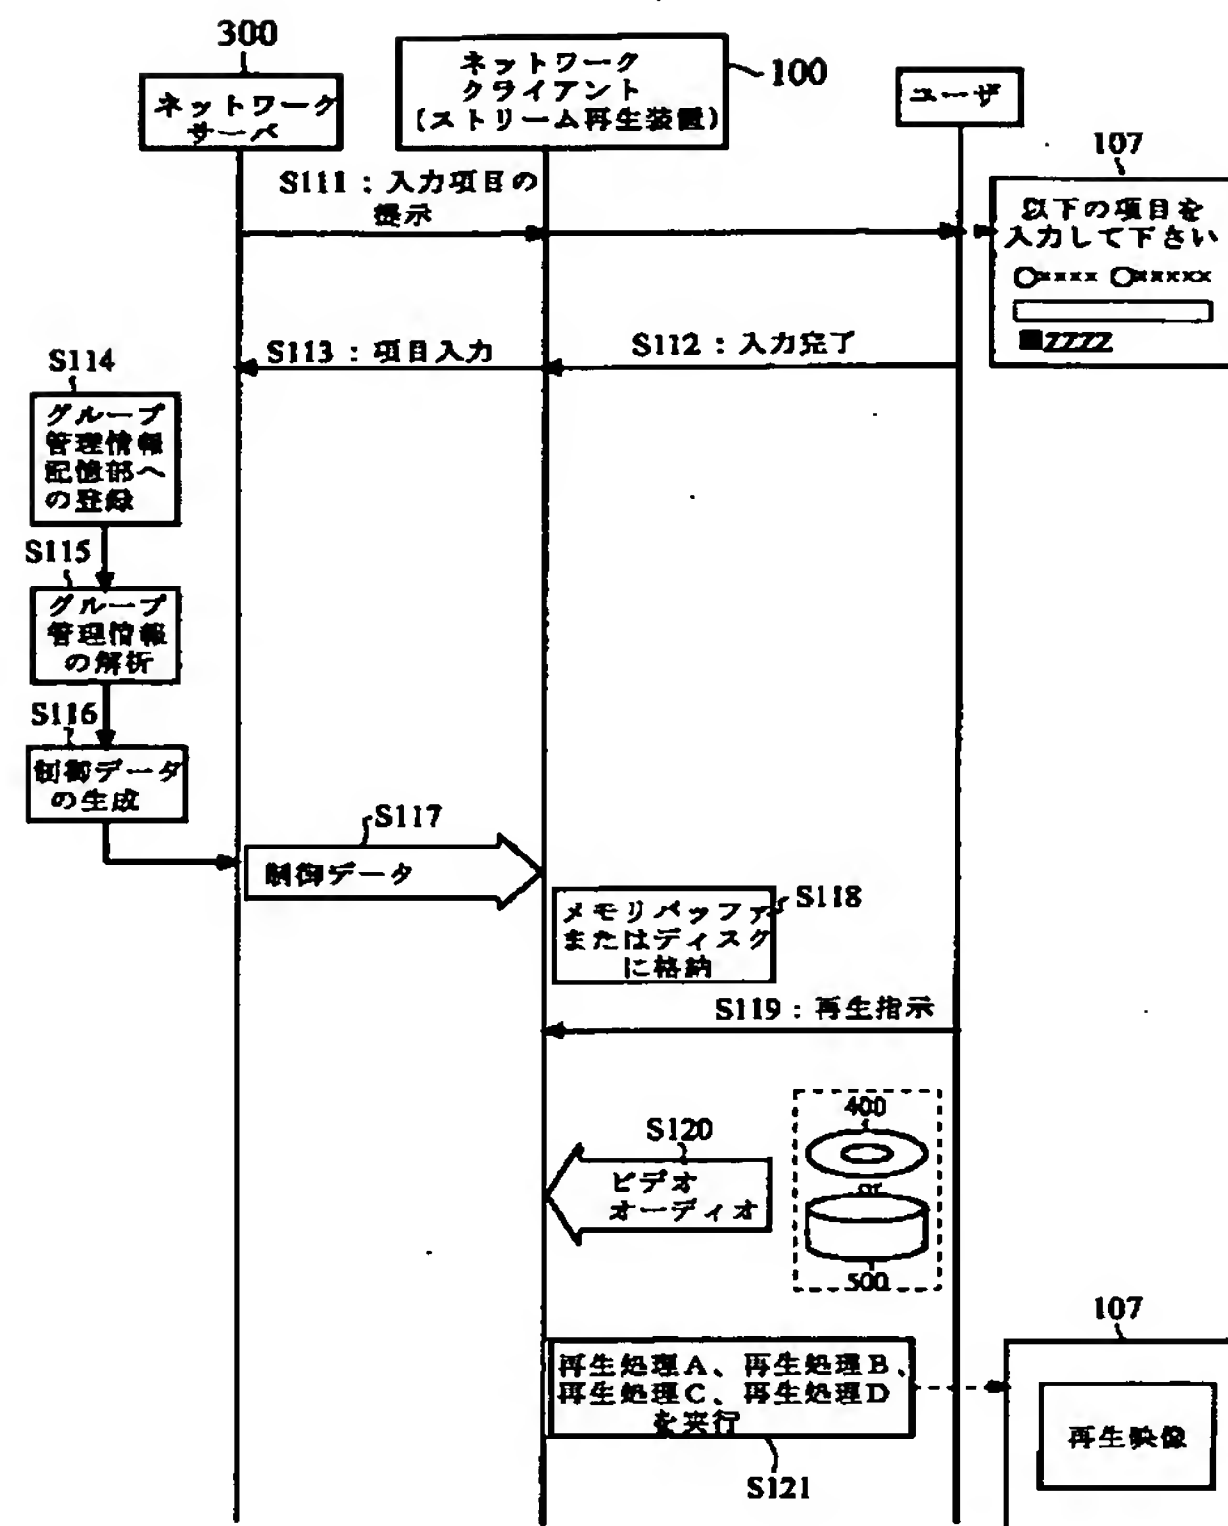 300
ネットワーク
サーバ
ネットワーク
クライアント
(ストリーム再生装置)
100
ユーザ
107
以下の項目を
入力して下さい
○×××× ○×××××
■ZZZZ
S111：入力項目の
提示
S112：入力完了
S113：項目入力
S114
グループ
管理情報
記憶部へ
の登録
S115
グループ
管理情報
の解析
S116
制御データ
の生成
S117
制御データ
S118
メモリバッファ
またはディスク
に格納
S119：再生指示
S120
ビデオ
オーディオ
400
or
500
再生処理A、再生処理B、
再生処理C、再生処理D
を実行
S121
107
再生映像